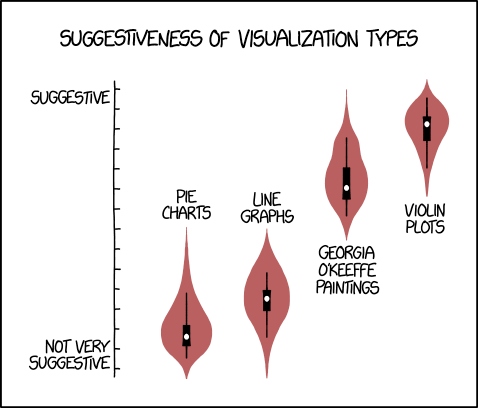 SUGGESTIVENESS OF VISUALIZATION TYPES
SUGGESTIVE
NOT VERY
SUGGESTIVE
PIE
CHARTS
LINE
GRAPHS
GEORGIA
O'KEEFFE
PAINTINGS
VIOLIN
PLOTS